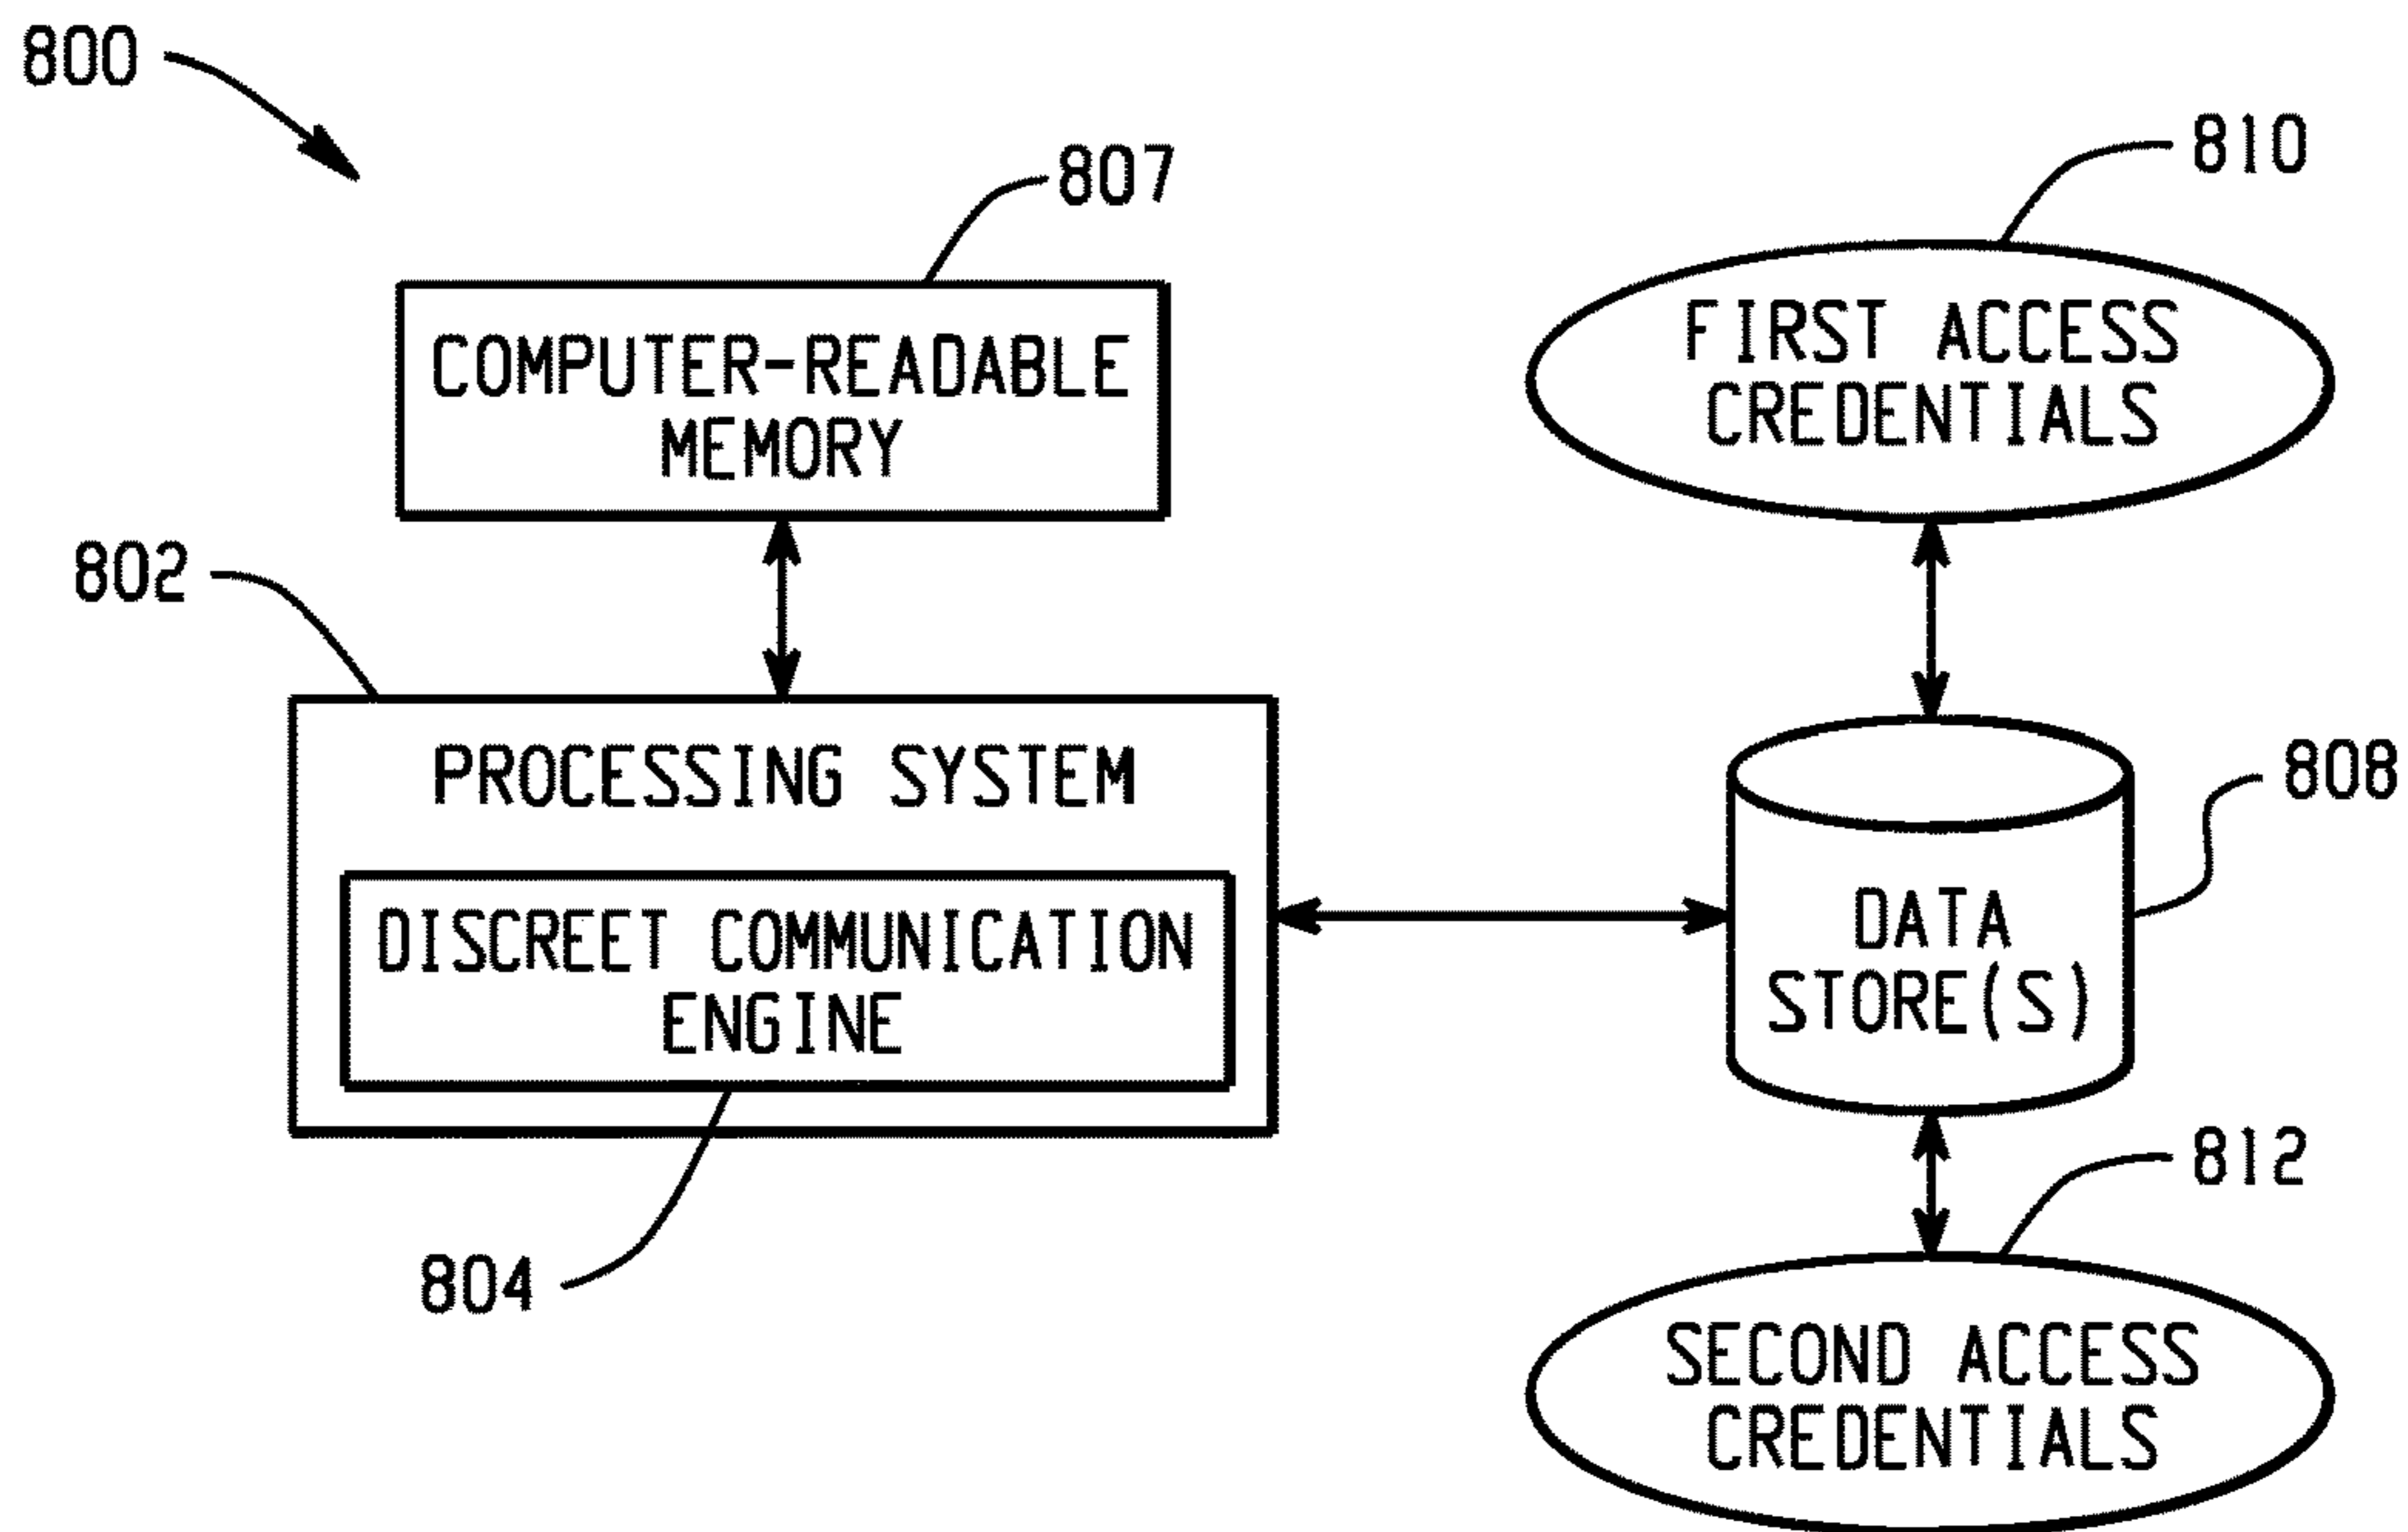 800
807
810
COMPUTER-READABLE
MEMORY
FIRST ACCESS
CREDENTIALS
802
PROCESSING SYSTEM
808
DISCREET COMMUNICATION
ENGINE
DATA
STORE(S)
812
804
SECOND ACCESS
CREDENTIALS